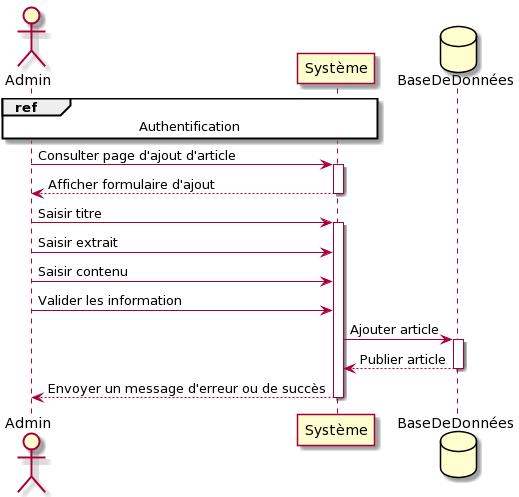 Admin
Système
BaseDeDonnées
ref
Authentification
Consulter page d'ajout d'article
Afficher formulaire d'ajout
Saisir titre
Saisir extrait
Saisir contenu
Valider les information
Ajouter article
Publier article
Envoyer un message d'erreur ou de succès
Admin
Système
BaseDeDonnées